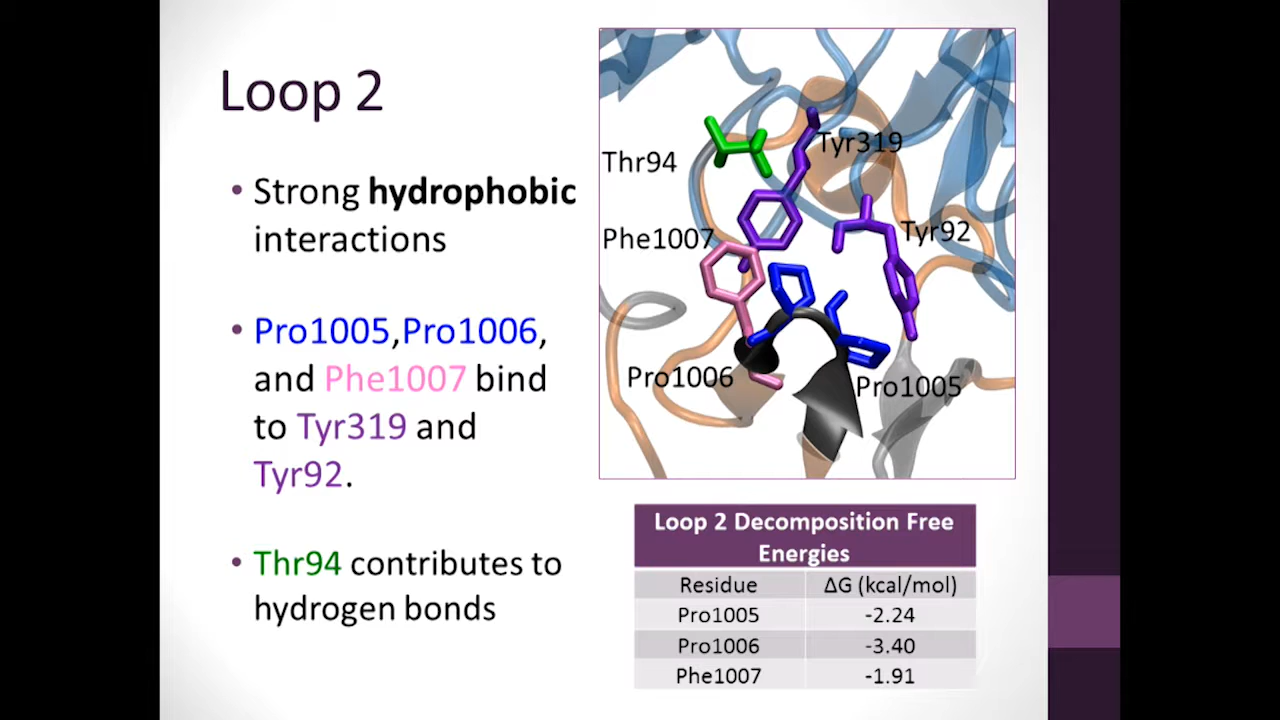 Loop 2
• Strong hydrophobic
interactions
• Pro1005,Pro1006,
and Phe1007 bind
to Tyr319 and
Tyr92.
• Thr94 contributes to
hydrogen bonds
Tyr319
Thr94
Tyr92
Phe1007
Pro1006
Pro1005
Loop 2 Decomposition Free
Energies
Residue ΔG (kcal/mol)
Pro1005 -2.24
Pro1006 -3.40
Phe1007 -1.91